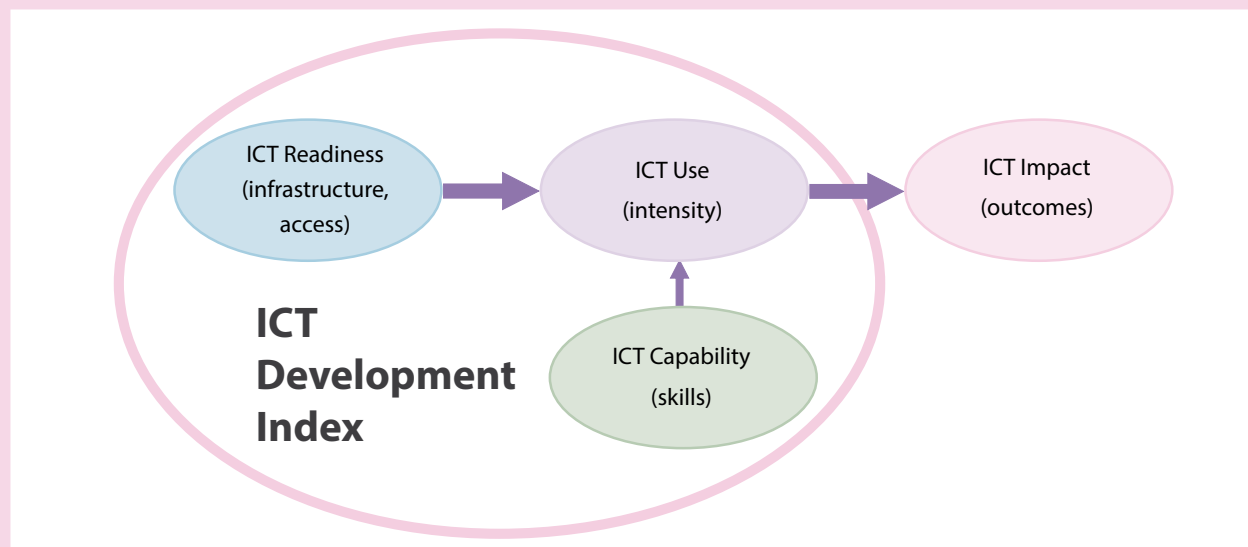 ICT Readiness
(infrastructure,
access)
ICT Use
(intensity)
ICT Impact
(outcomes)
ICT
Development
Index
ICT Capability
(skills)